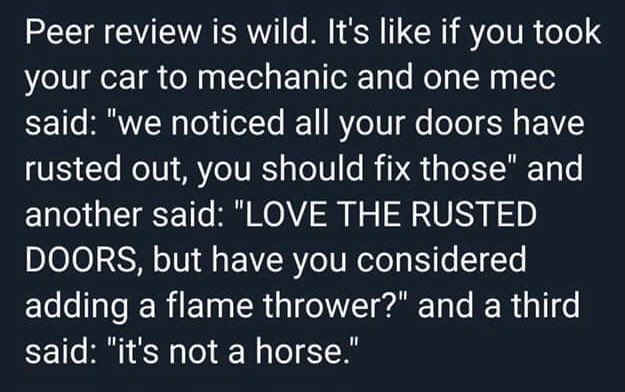 Peer review is wild. It's like if you took
your car to mechanic and one mec
said: "we noticed all your doors have
rusted out, you should fix those" and
another said: "LOVE THE RUSTED
DOORS, but have you considered
adding a flame thrower?" and a third
said: "it's not a horse."